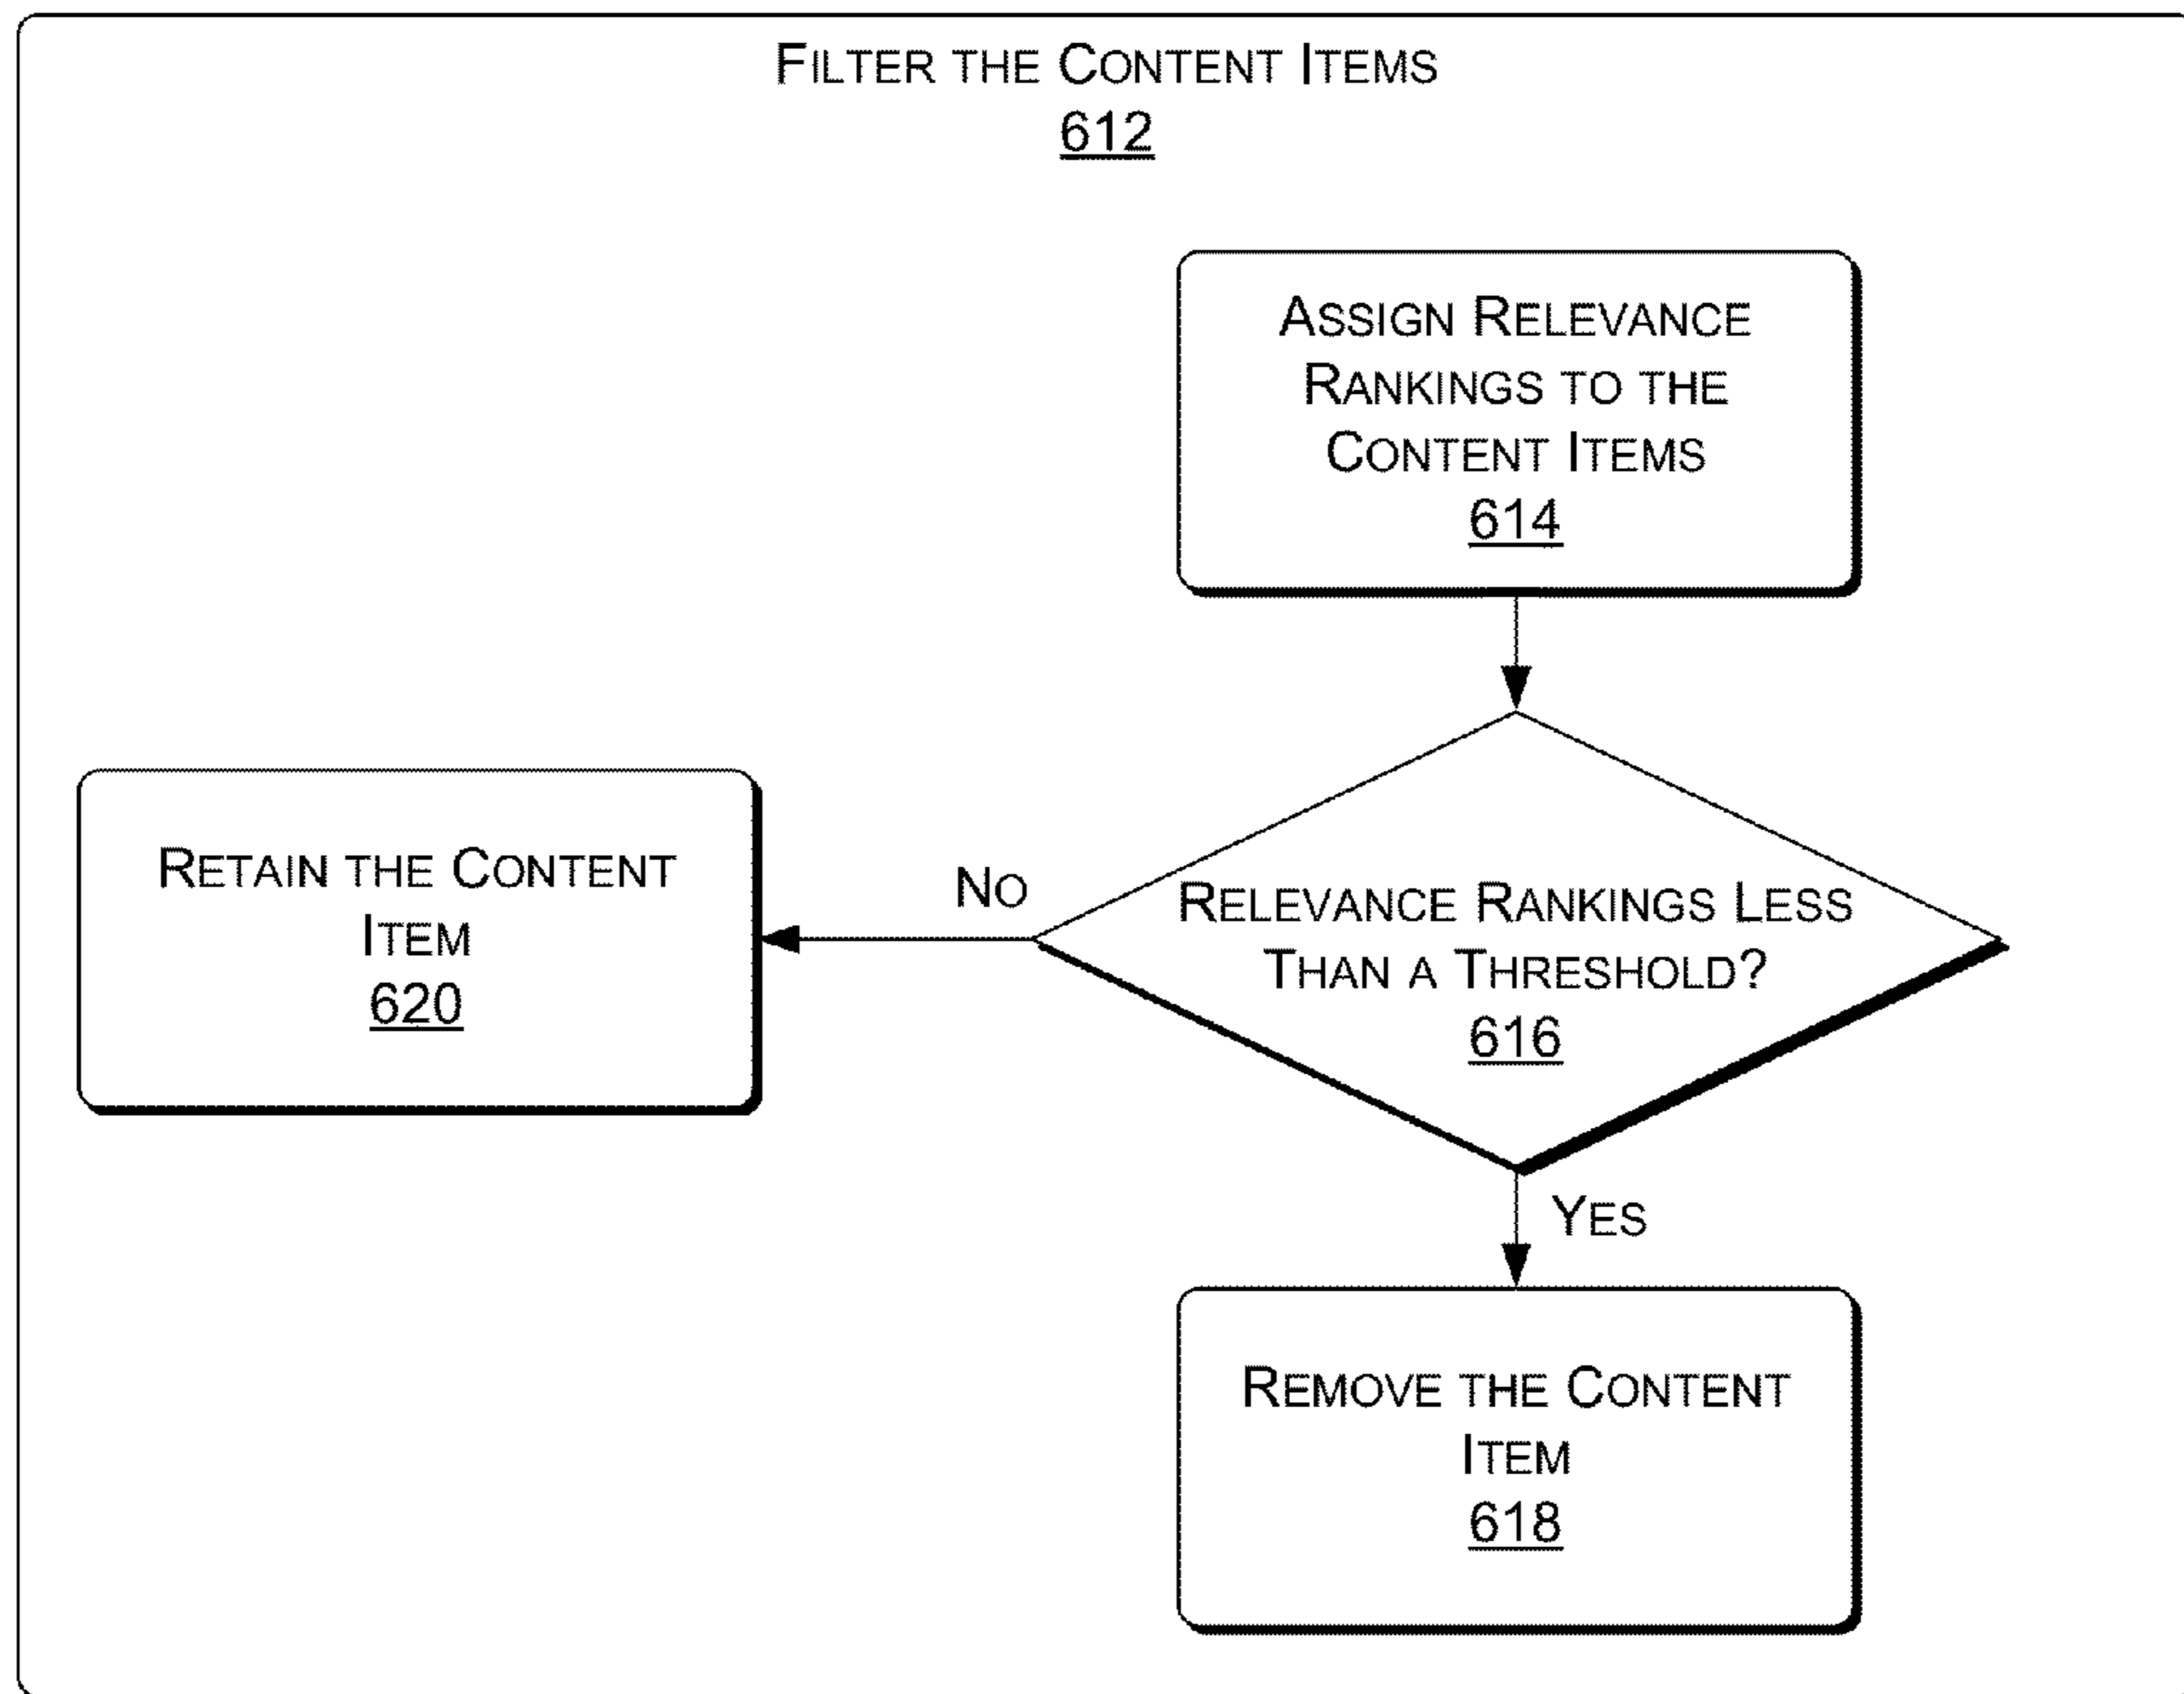 Filter the Content Items
612
Assign Relevance
Rankings to the
Content Items
614
Relevance Rankings Less
Than a Threshold?
616
No
Retain the Content
Item
620
Yes
Remove the Content
Item
618